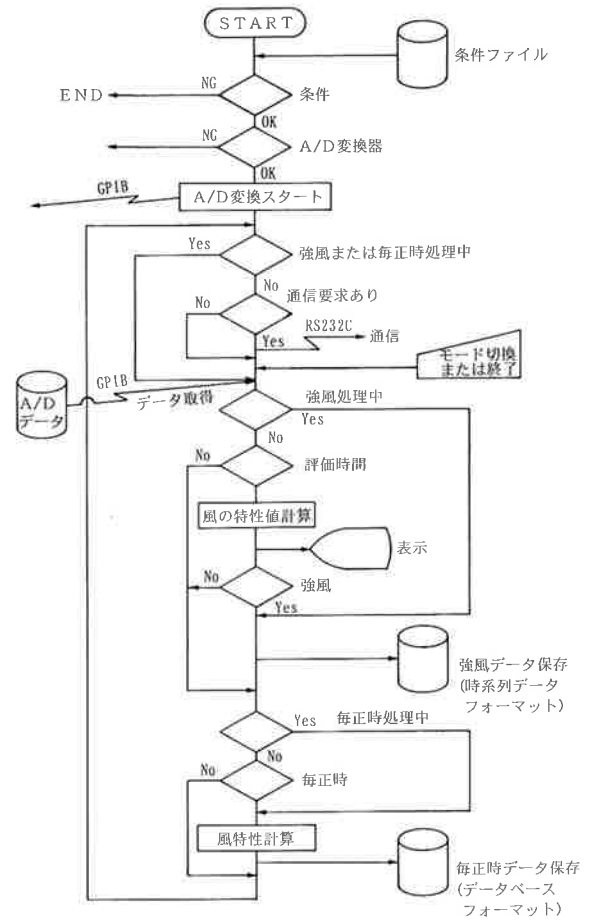 START
条件ファイル
NG
END
条件
OK
NG
A/D変換器
OK
GPIB
A/D変換スタート
Yes
強風または毎正時処理中
No
No
通信要求あり
RS232C
Yes
通信
モード切換
または終了
GPIB
A/D
データ
データ取得
強風処理中
Yes
No
No
評価時間
風の特性値計算
表示
No
強風
Yes
強風データ保存
(時系列データ
フォーマット)
Yes
毎正時処理中
No
No
毎正時
風特性計算
毎正時データ保存
(データベース
フォーマット)